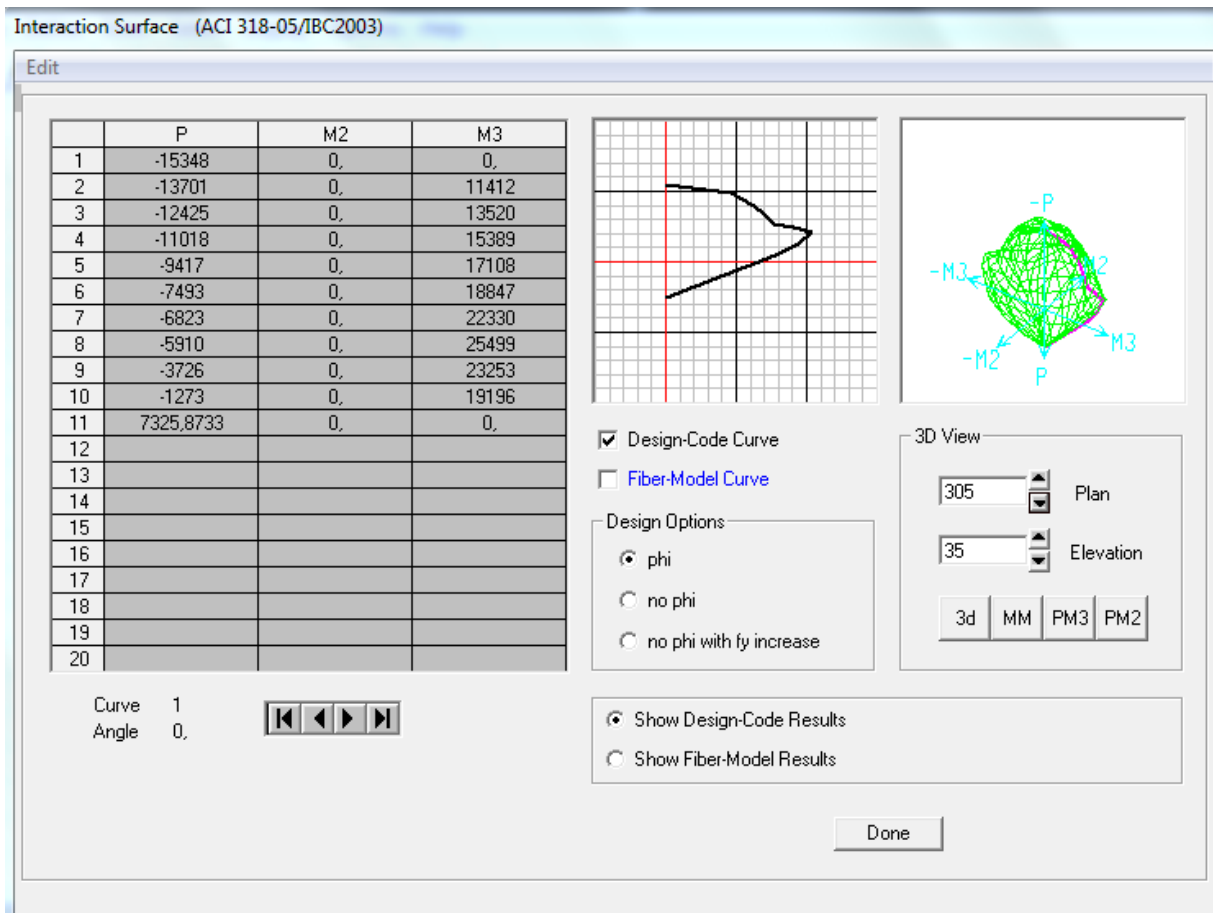 Interaction Surface (ACI 318-05/IBC2003)
Edit
P M2 M3
1 -15348 0, 0,
2 -13701 0, 11412
3 -12425 0, 13520
4 -11018 0, 15389
5 -9417 0, 17108
6 -7493 0, 18847
7 -6823 0, 22330
8 -5910 0, 25499
9 -3726 0, 23253
10 -1273 0, 19196
11 7325,8733 0, 0,
12
13
14
15
16
17
18
19
20
Curve 1
Angle 0,
-P
-M3
M2
M3
-M2
P
Design-Code Curve
Fiber-Model Curve
Design Options
phi
no phi
no phi with fy increase
3D View
305 Plan
35 Elevation
3d MM PM3 PM2
Show Design-Code Results
Show Fiber-Model Results
Done